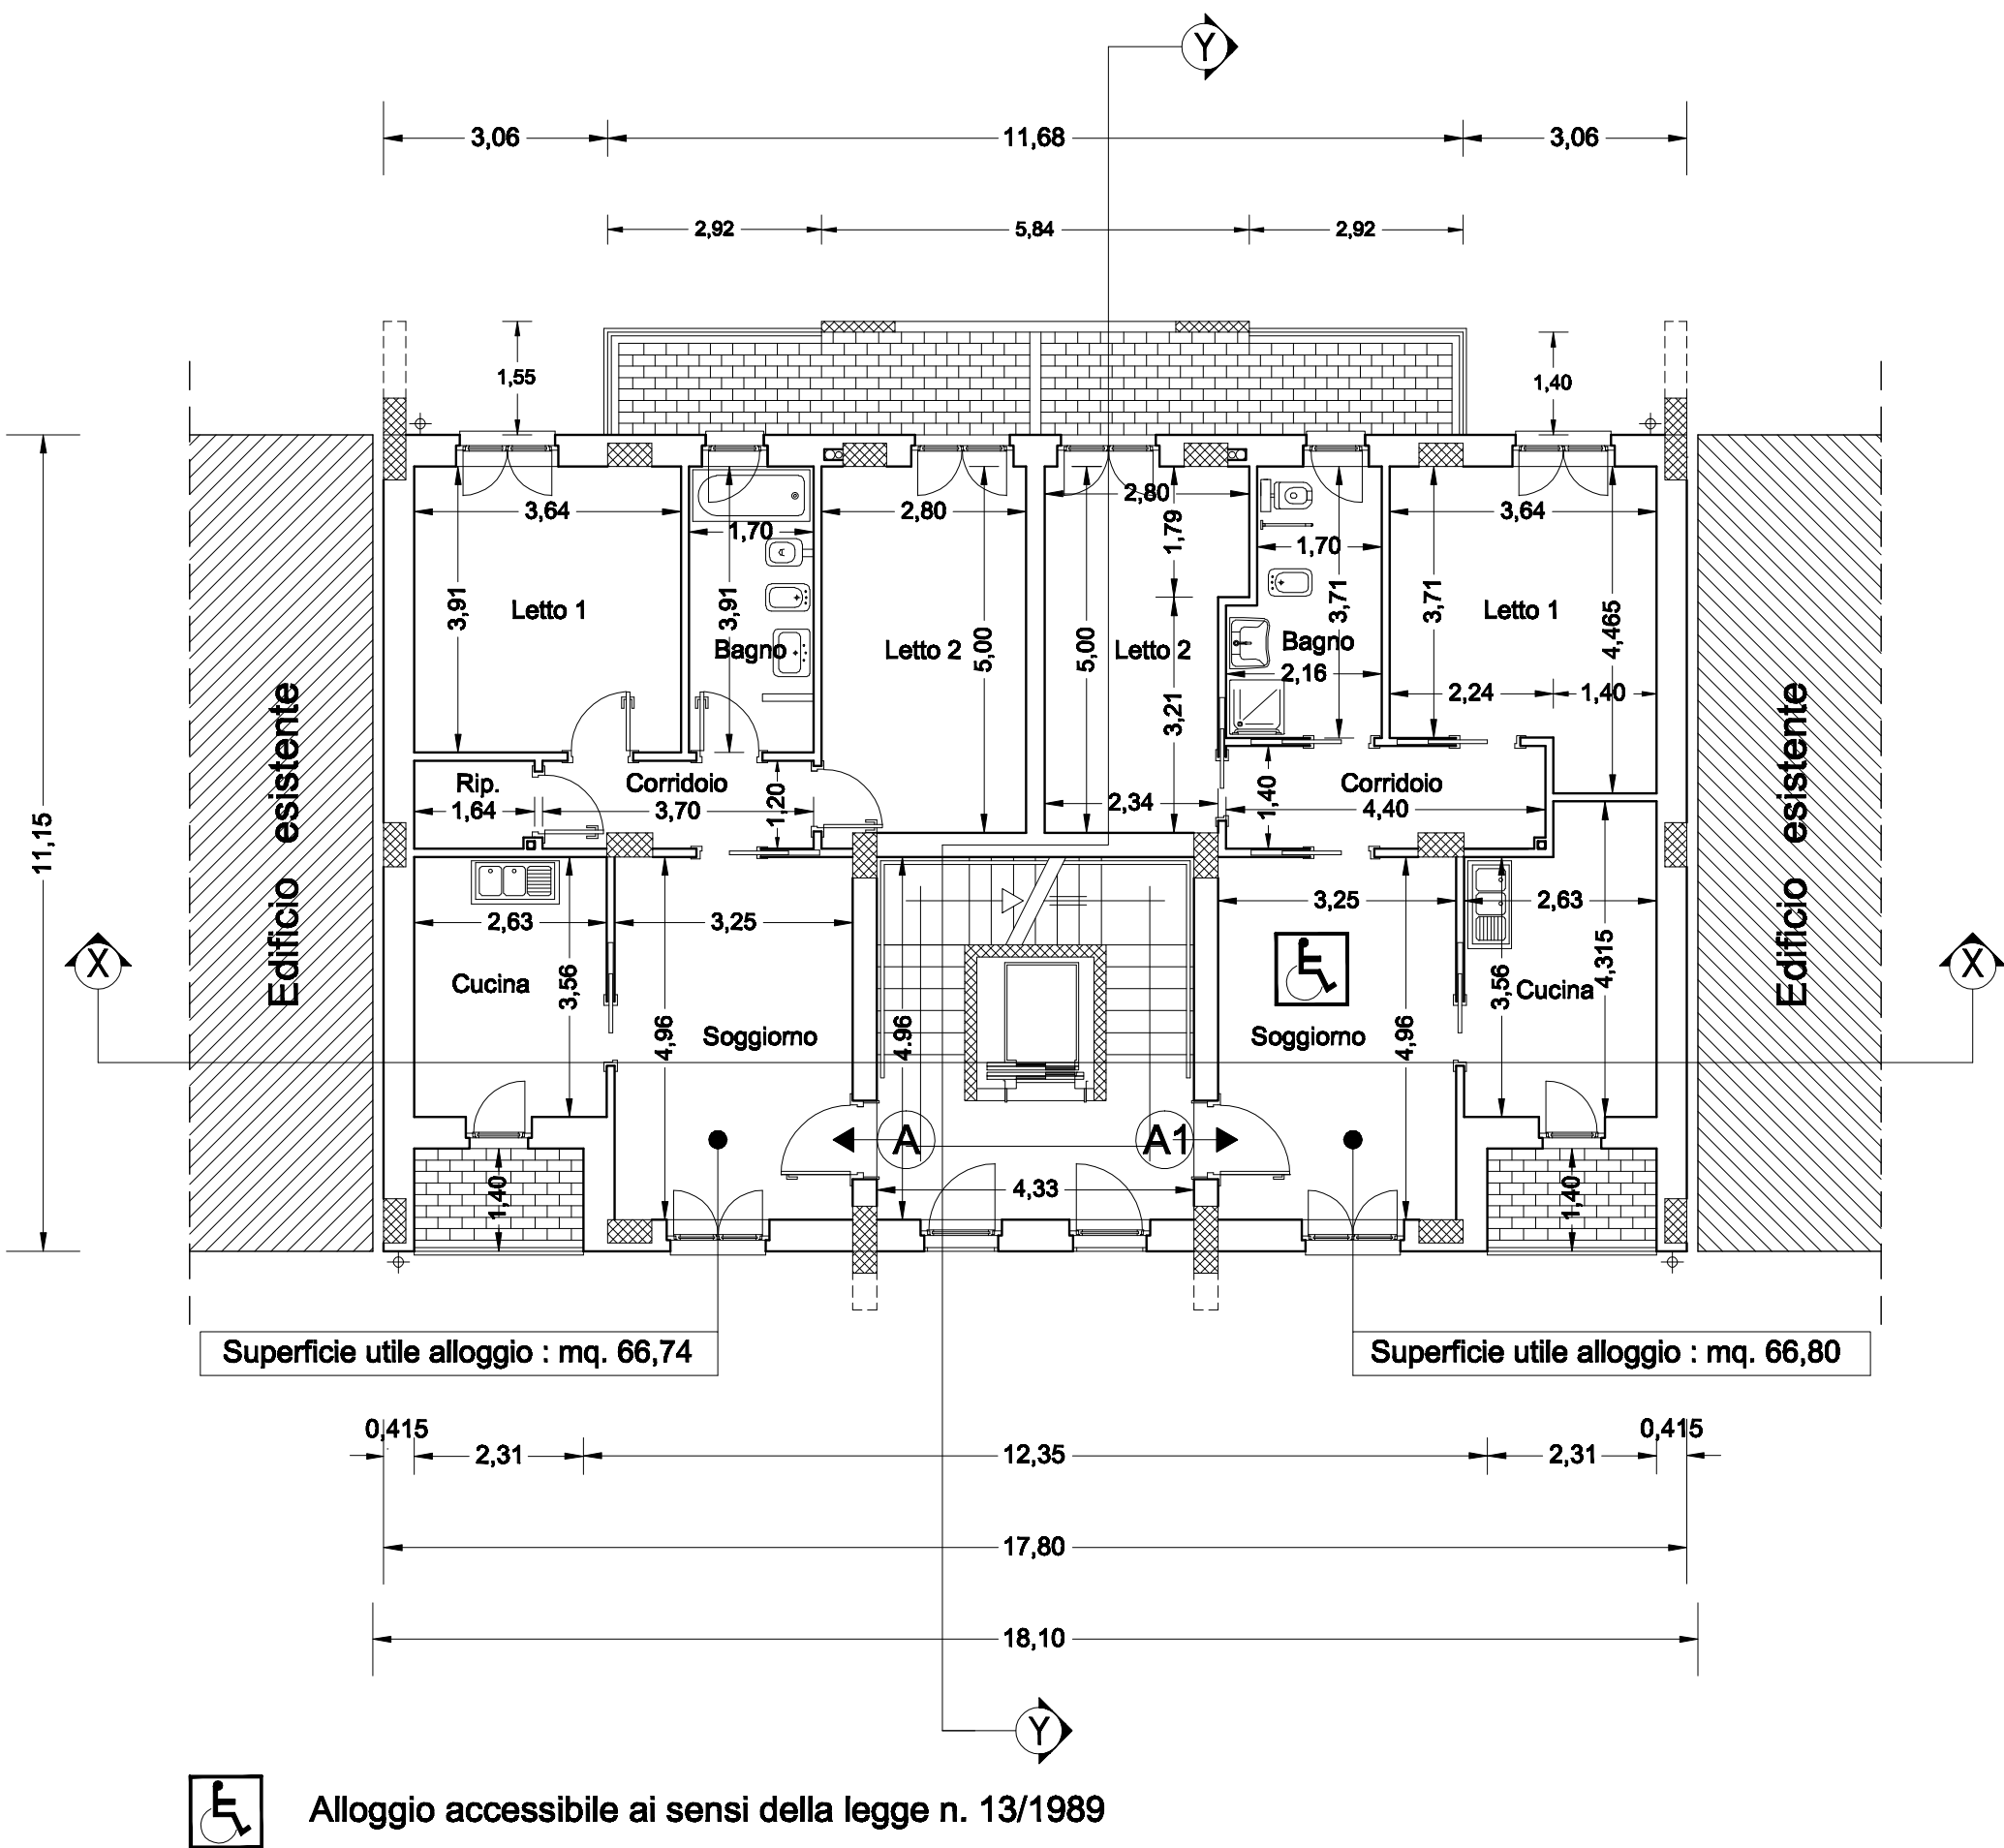 Y
3,06 11,68 3,06
2,92 5,84 2,92
1,55 1,40
3,64 1,70 2,80 2,80 1,79 1,70 3,64
3,91 Letto 1 3,91 Bagno Letto 2 5,00 5,00 Letto 2 3,21 Bagno 3,71 3,71 Letto 1 4,465
2,16 2,24 1,40
Rip. Corridoio 2,34 Corridoio
1,64 3,70 1,20 1,40 4,40
11,15
Edificio esistente
Edificio esistente
2,63 3,25 3,25 2,63
X Cucina 3,56 3,56 Cucina 4,315 X
4,96 Soggiorno 4.96 Soggiorno 4,96
A A1
1,40 4,33 1,40
Superficie utile alloggio : mq. 66,74
Superficie utile alloggio : mq. 66,80
0,415 0,415
2,31 12,35 2,31
17,80
18,10
Y
Alloggio accessibile ai sensi della legge n. 13/1989